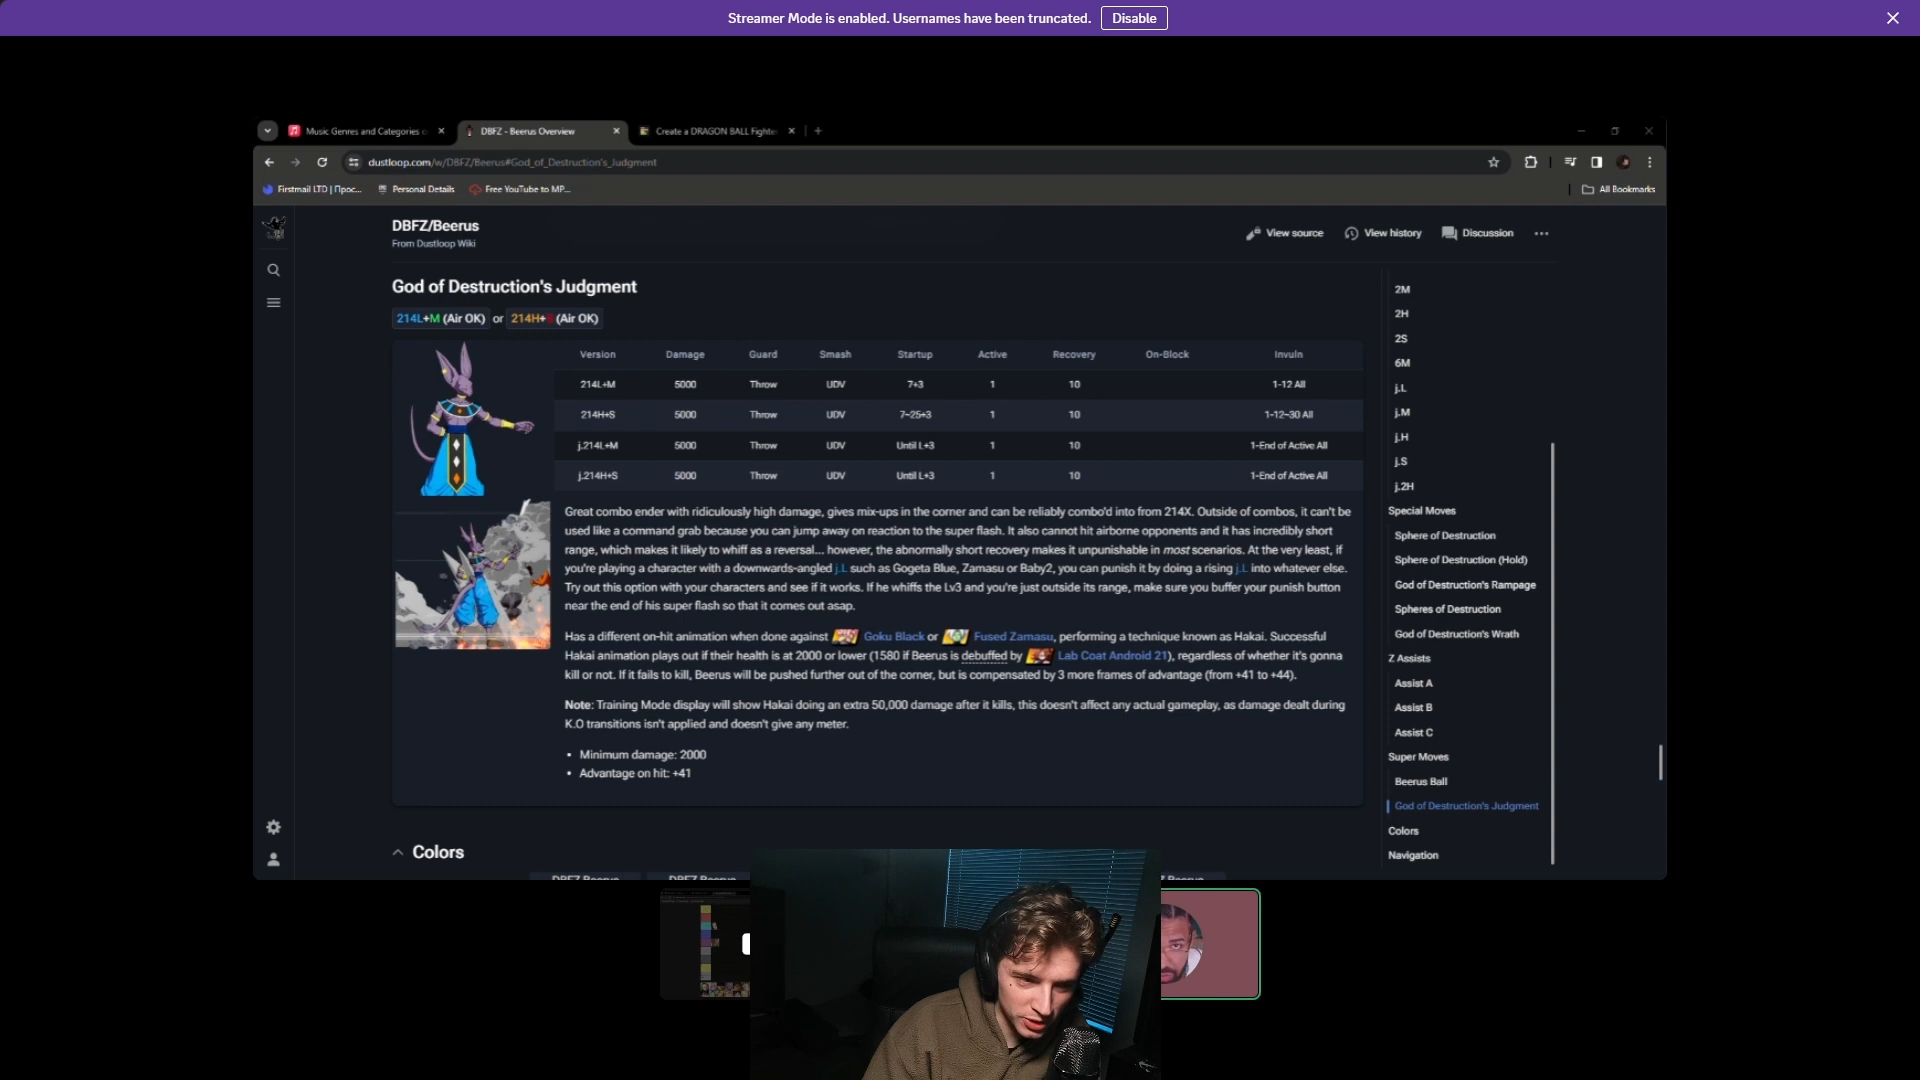 Streamer Mode is enabled. Usernames have been truncated. Disable
Music Genres and Categories
DBFZ - Beerus Overview
Create a DRAGON BALL Fighte
dustloop.com/w/DBFZ/Beerus#God_of_Destruction's_Judgment
Firstmail LTD | Прос...
Personal Details
Free YouTube to MP...
All Bookmarks
DBFZ/Beerus
From Dustloop Wiki
View source
View history
Discussion
God of Destruction's Judgment
214L+M (Air OK) or 214H+S (Air OK)
Version Damage Guard Smash Startup Active Recovery On-Block Invuln
214L+M 5000 Throw UDV 7+3 1 10 1-12 All
214H+S 5000 Throw UDV 7~25+3 1 10 1-12~30 All
j.214L+M 5000 Throw UDV Until L+3 1 10 1-End of Active All
j.214H+S 5000 Throw UDV Until L+3 1 10 1-End of Active All
Great combo ender with ridiculously high damage, gives mix-ups in the corner and can be reliably combo'd into from 214X. Outside of combos, it can't be
used like a command grab because you can jump away on reaction to the super flash. It also cannot hit airborne opponents and it has incredibly short
range, which makes it likely to whiff as a reversal... however, the abnormally short recovery makes it unpunishable in most scenarios. At the very least, if
you're playing a character with a downwards-angled j.L such as Gogeta Blue, Zamasu or Baby2, you can punish it by doing a rising j.L into whatever else.
Try out this option with your characters and see if it works. If he whiffs the Lv3 and you're just outside its range, make sure you buffer your punish button
near the end of his super flash so that it comes out asap.
Has a different on-hit animation when done against Goku Black or Fused Zamasu, performing a technique known as Hakai. Successful
Hakai animation plays out if their health is at 2000 or lower (1580 if Beerus is debuffed by Lab Coat Android 21), regardless of whether it's gonna
kill or not. If it fails to kill, Beerus will be pushed further out of the corner, but is compensated by 3 more frames of advantage (from +41 to +44).
Note: Training Mode display will show Hakai doing an extra 50,000 damage after it kills, this doesn't affect any actual gameplay, as damage dealt during
K.O transitions isn't applied and doesn't give any meter.
• Minimum damage: 2000
• Advantage on hit: +41
Colors
DBFZ Beerus
DBFZ Beerus
Z Beerus
2M
2H
2S
6M
j.L
j.M
j.H
j.S
j.2H
Special Moves
Sphere of Destruction
Sphere of Destruction (Hold)
God of Destruction's Rampage
Spheres of Destruction
God of Destruction's Wrath
Z Assists
Assist A
Assist B
Assist C
Super Moves
Beerus Ball
God of Destruction's Judgment
Colors
Navigation